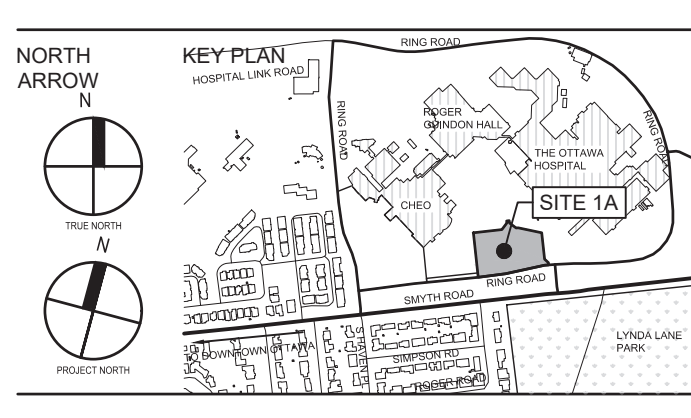 NORTH
ARROW
N
TRUE NORTH
N
PROJECT NORTH
KEY PLAN
HOSPITAL LINK ROAD
RING ROAD
RING ROAD
ROGER
GUINDON HALL
RING ROAD
THE OTTAWA
HOSPITAL
CHEO
SITE 1A
RING ROAD
SMYTH ROAD
DOWNTOWN OTTAWA
SIMPSON RD
ROGER ROAD
LYNDA LANE
PARK